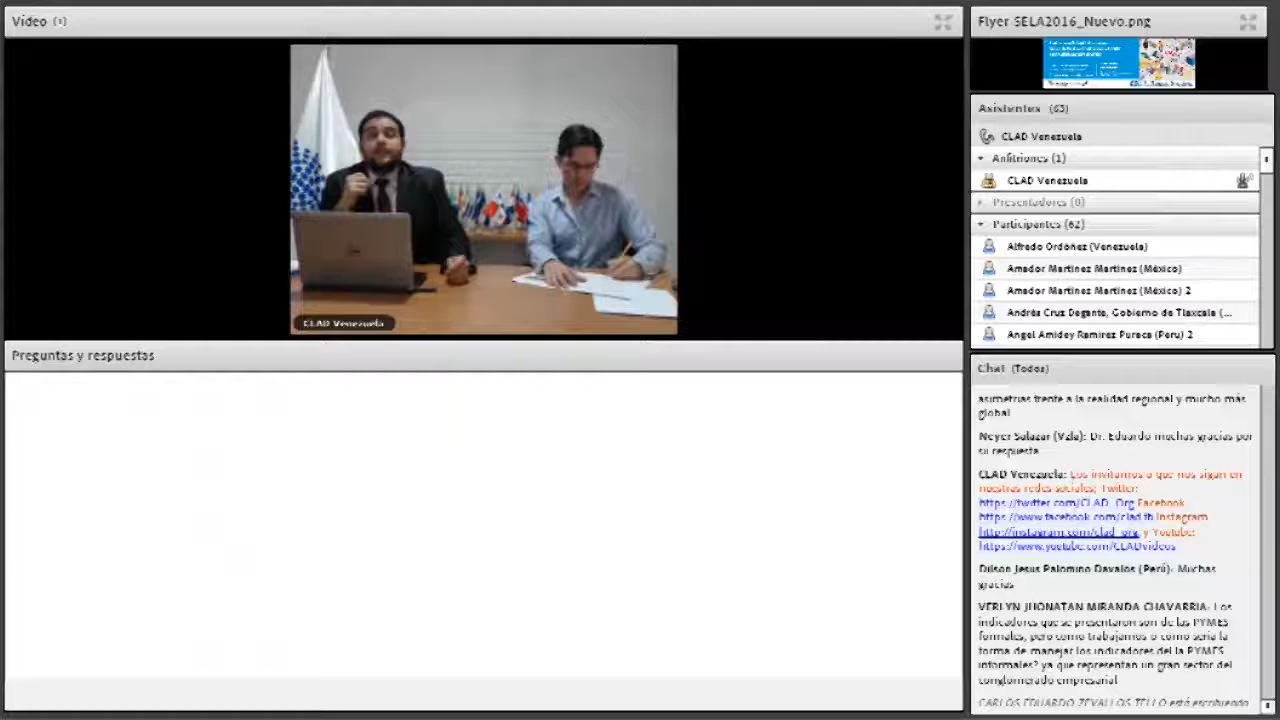 Video (1)
CLAD Venezuela
Preguntas y respuestas
Flyer SELA2016_Nuevo.png
Asistentes (63)
CLAD Venezuela
Anfitriones (1)
CLAD Venezuela
Presentadores (0)
Participantes (62)
Alfredo Ordóñez (Venezuela)
Amador Martinez Martinez (México)
Amador Martinez Martinez (México) 2
Andrés Cruz Degante, Gobierno de Tlaxcala (...
Angel Amidey Ramirez Pureca (Peru) 2
Chat (Todos)
asimetrías frente a la realidad regional y mucho más
global
Neyer Salazar (Vzla): Dr. Eduardo muchas gracias por
su respuesta
CLAD Venezuela: Los invitamos a que nos sigan en
nuestras redes sociales; Twitter:
https://twitter.com/CLAD_Org Facebook
https://www.facebook.com/clad.fb Instagram
http://instagram.com/clad_org y Youtube:
https://www.youtube.com/CLADvideos
Dilson Jesus Palomino Davalos (Perú): Muchas
gracias
VERLYN JHONATAN MIRANDA CHAVARRIA: Los
indicadores que se presentaron son de las PYMES
formales, pero como trabajamos o como seria la
forma de manejar los indicadores del la PYMES
informales? ya que representan un gran sector del
conglomerado empresarial
CARLOS EDUARDO ZEVALLOS TELLO está escribiendo